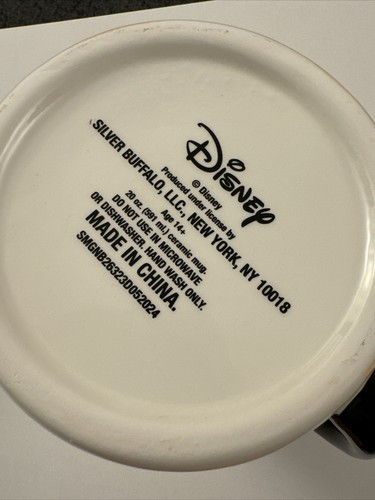 Disney
© Disney
Produced under license by
SILVER BUFFALO, LLC., NEW YORK, NY 10018
Age 14+
20 oz. (591 mL) ceramic mug.
DO NOT USE IN MICROWAVE
OR DISHWASHER. HAND WASH ONLY.
MADE IN CHINA.
SMGNB26323D052024